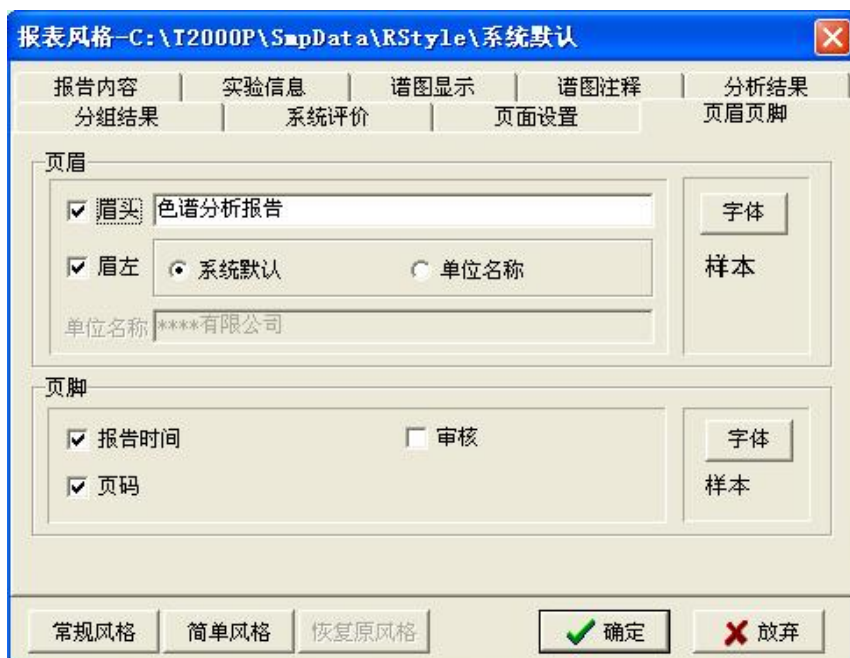 报表风格-C:\T2000P\SmpData\RStyle\系统默认
报告内容 实验信息 谱图显示 谱图注释 分析结果
分组结果 系统评价 页面设置 页眉页脚
页眉
眉头 色谱分析报告 字体
眉左 系统默认 单位名称 样本
单位名称 ****有限公司
页脚
报告时间 审核 字体
页码 样本
常规风格 简单风格 恢复原风格 确定 放弃